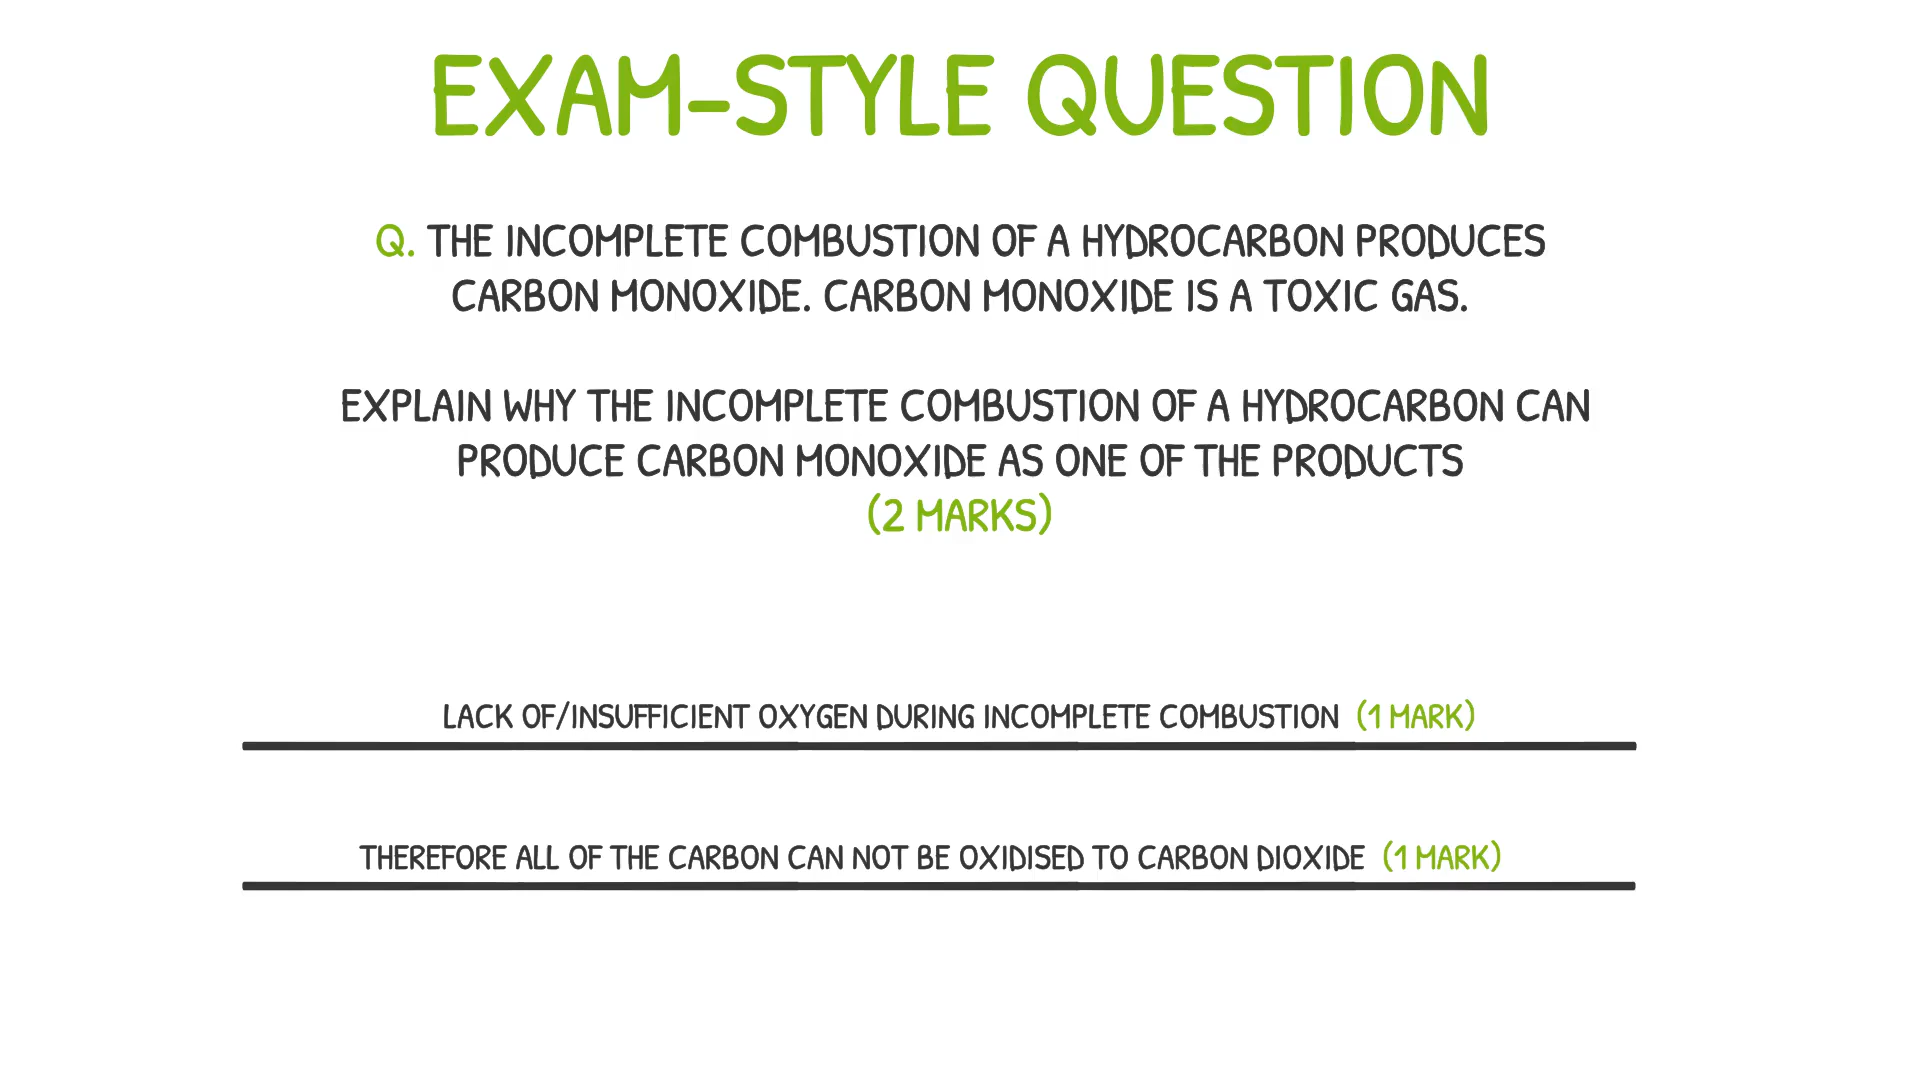 EXAM-STYLE QUESTION
Q. THE INCOMPLETE COMBUSTION OF A HYDROCARBON PRODUCES
CARBON MONOXIDE. CARBON MONOXIDE IS A TOXIC GAS.
EXPLAIN WHY THE INCOMPLETE COMBUSTION OF A HYDROCARBON CAN
PRODUCE CARBON MONOXIDE AS ONE OF THE PRODUCTS
(2 MARKS)
LACK OF/INSUFFICIENT OXYGEN DURING INCOMPLETE COMBUSTION (1 MARK)
THEREFORE ALL OF THE CARBON CAN NOT BE OXIDISED TO CARBON DIOXIDE (1 MARK)